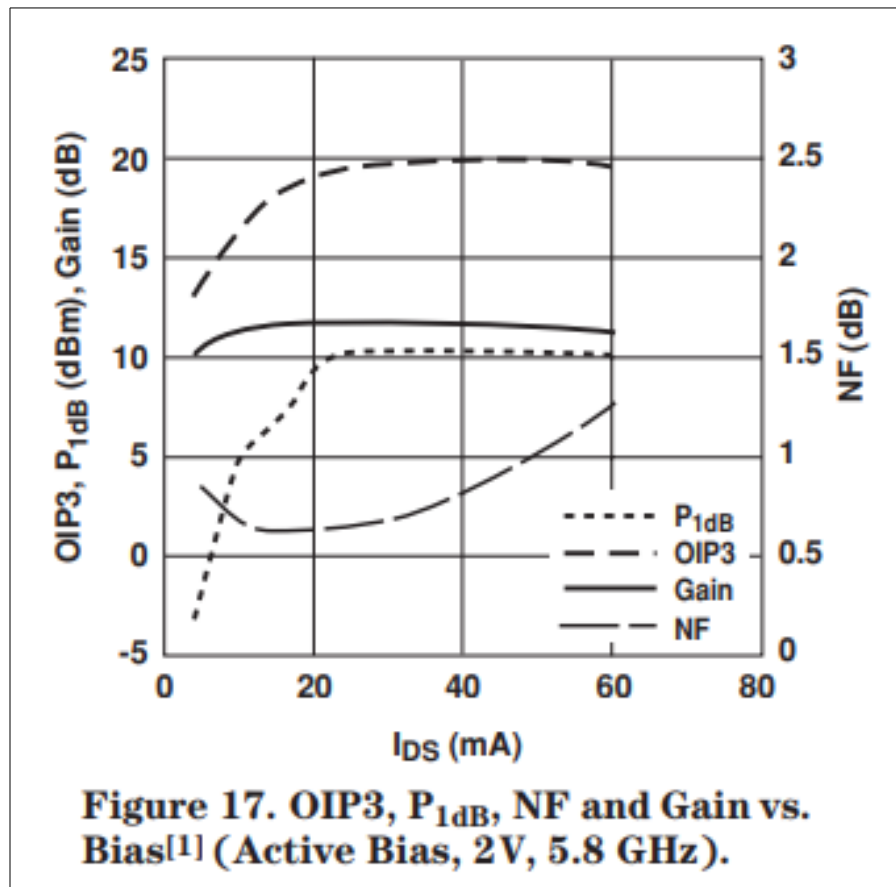 OIP3, P1dB (dBm), Gain (dB)
25
20
15
10
5
0
-5
3
2.5
2
1.5
1
0.5
0
NF (dB)
P1dB
OIP3
Gain
NF
0 20 40 60 80
IDS (mA)
Figure 17. OIP3, P1dB, NF and Gain vs.
Bias[1] (Active Bias, 2V, 5.8 GHz).